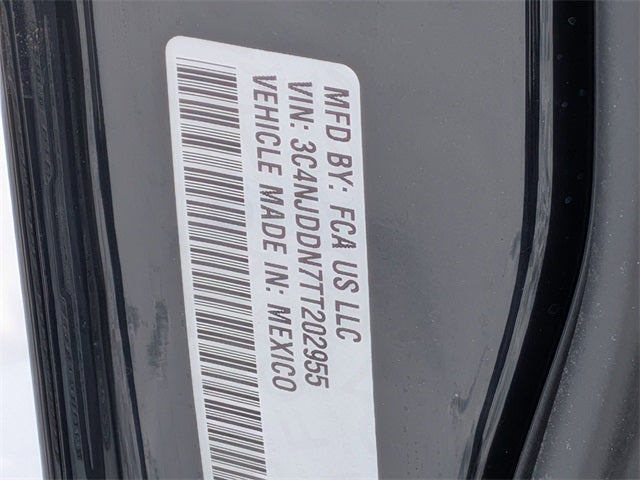 MFD BY: FCA US LLC
VIN: 3C4NJDDN7TT202955
VEHICLE MADE IN: MEXICO